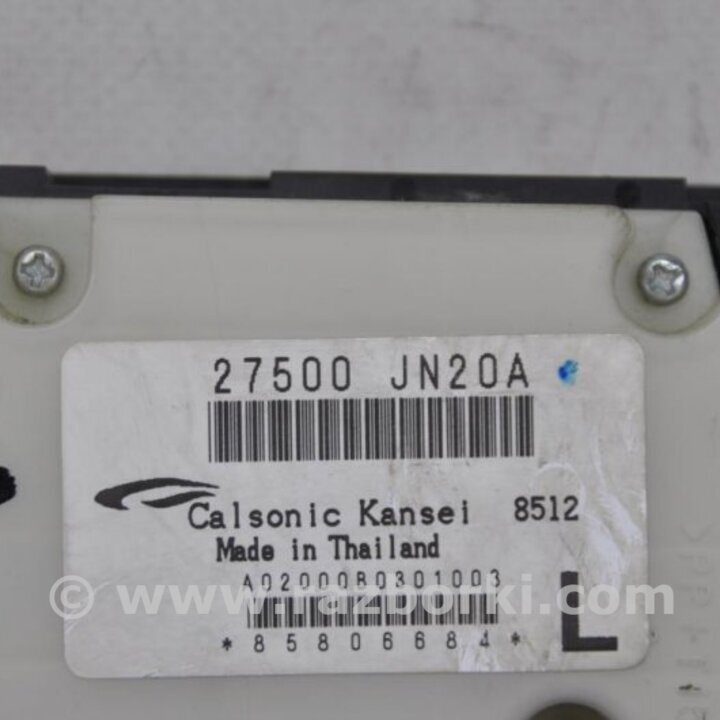 27500 JN20A
Calsonic Kansei 8512
Made in Thailand
A02000B0301003
© www.razborki.com
*85806684*
L